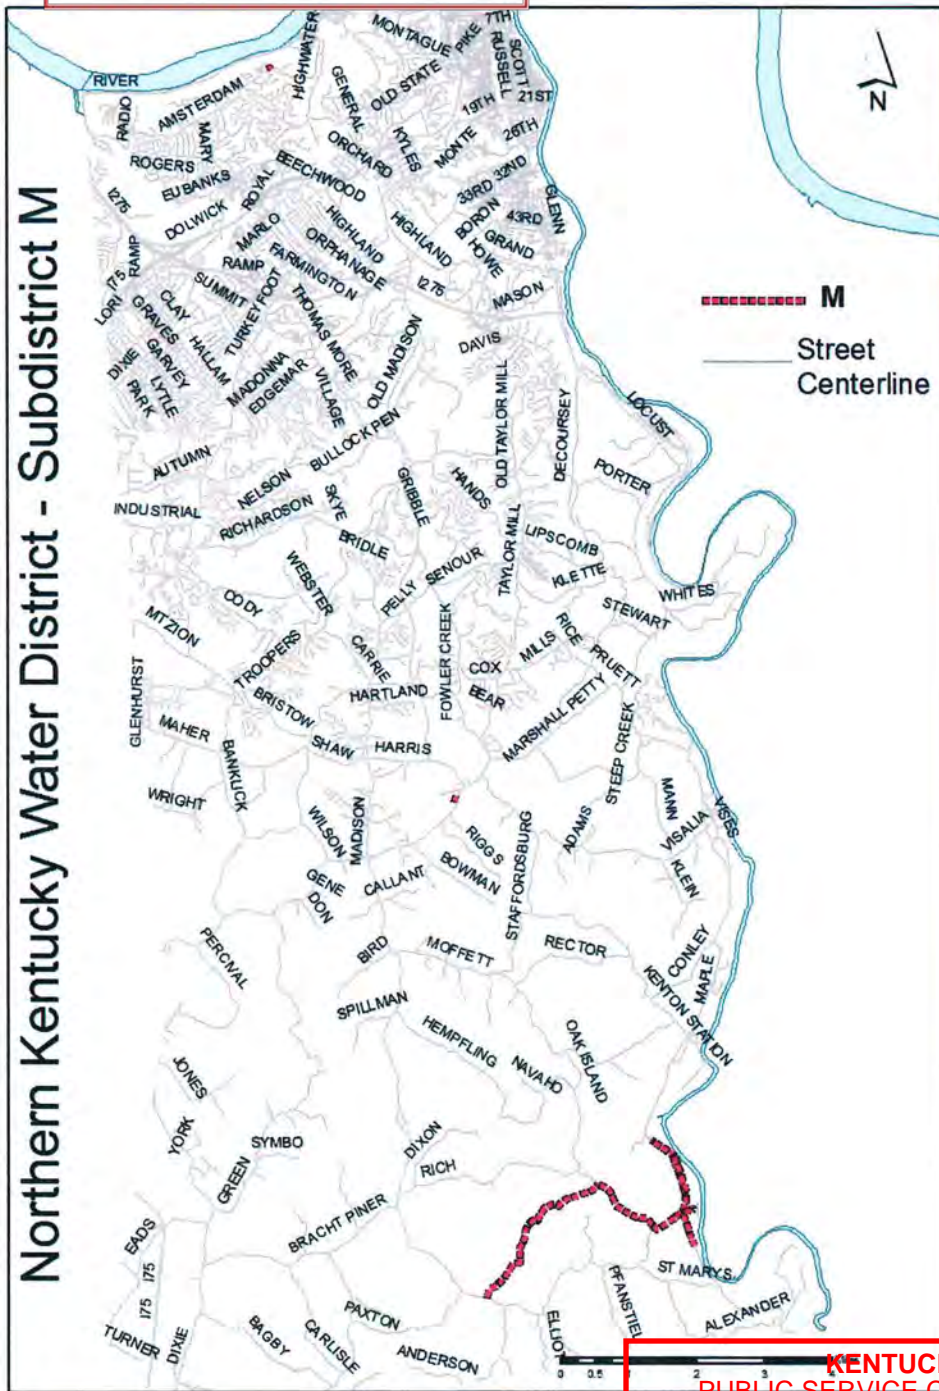 Northern Kentucky Water District - Subdistrict M
7TH
MONTAGUE
PIKE
SCOTT
RUSSELL
HIGHWATER
RIVER
OLD STATE
GENERAL
AMSTERDAM
21ST
19TH
RADIO
MARY
26TH
KYLES
MONTE
ORCHARD
N
ROGERS
BEECHWOOD
32ND
EUBANKS
ROYAL
33RD
I275
GLENN
DOLWICK
BORON
43RD
MARLO
HIGHLAND
HIGHLAND
GRAND
ORPHANAGE
HOWE
RAMP
RAMP
FARMINGTON
I275
I75
SUMMIT
MASON
M
LORI
CLAY
TURKEYFOOT
THOMAS MORE
GRAVES
DAVIS
Street
Centerline
HALLAM
OLD MADISON
DIXIE
GARVEY
MADONNA
LYTLE
EDGEMAR
VILLAGE
PARK
OLD TAYLOR MILL
DECOURSEY
LOCUST
BULLOCK PEN
AUTUMN
PORTER
NELSON
HANDS
GRIBBLE
SKYE
INDUSTRIAL
RICHARDSON
BRIDLE
LIPSCOMB
TAYLOR MILL
WEBSTER
SENOUR
KLETTE
PELLY
WHITES
CODY
STEWART
MTZION
RICE
MILLS
TROOPERS
CARRIE
FOWLER CREEK
PRUETT
COX
GLENHURST
HARTLAND
BEAR
BRISTOW
MARSHALL PETTY
MAHER
SHAW
HARRIS
STEEP CREEK
BANKLICK
MANN
WRIGHT
VISES
WILSON
MADISON
ADAMS
VISALIA
RIGGS
STAFFORDSBURG
BOWMAN
KLEIN
GENE
CALLANT
DON
PERCIVAL
BIRD
MOFFETT
RECTOR
CONLEY
MAPLE
KENTON STATION
SPILLMAN
HEMPFLING
OAK ISLAND
NAVAHO
JONES
YORK
SYMBO
DIXON
GREEN
RICH
BRACHT PINER
EADS
I75
I75
ST MARYS
PFANSTIEL
ALEXANDER
PAXTON
TURNER
DIXIE
BAGBY
CARLISLE
ELLIOT
ANDERSON
0 0.5 1 2 3